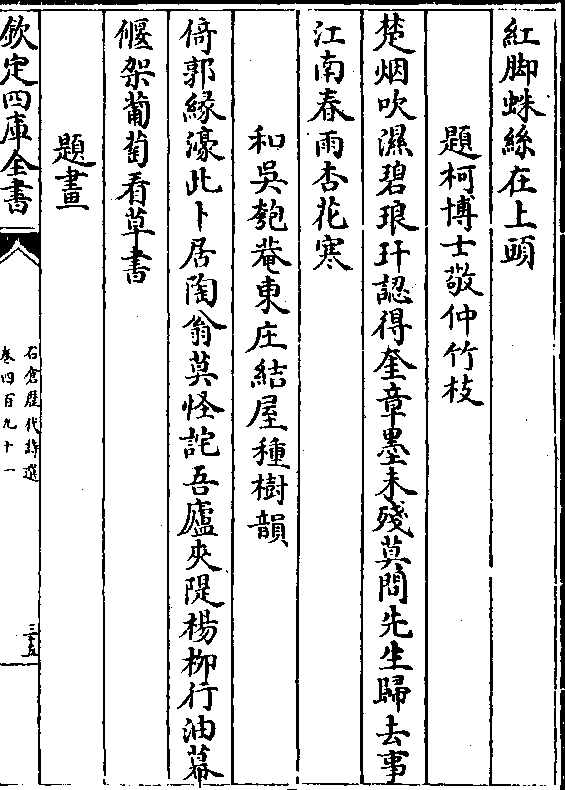 紅脚蛛絲在上頭
題柯博士敬仲竹枝
楚烟吹濕碧琅玕認得奎章墨未殘莫問先生歸去事
江南春雨杏花寒
和吳匏菴東庄結屋種樹韻
倚郭緣濠此卜居陶翁莫怪詫吾廬夾隄楊柳行油幕
偃架葡萄看草書
題畫
欽定四庫全書
石倉歷代詩選
卷四百九十一
三五